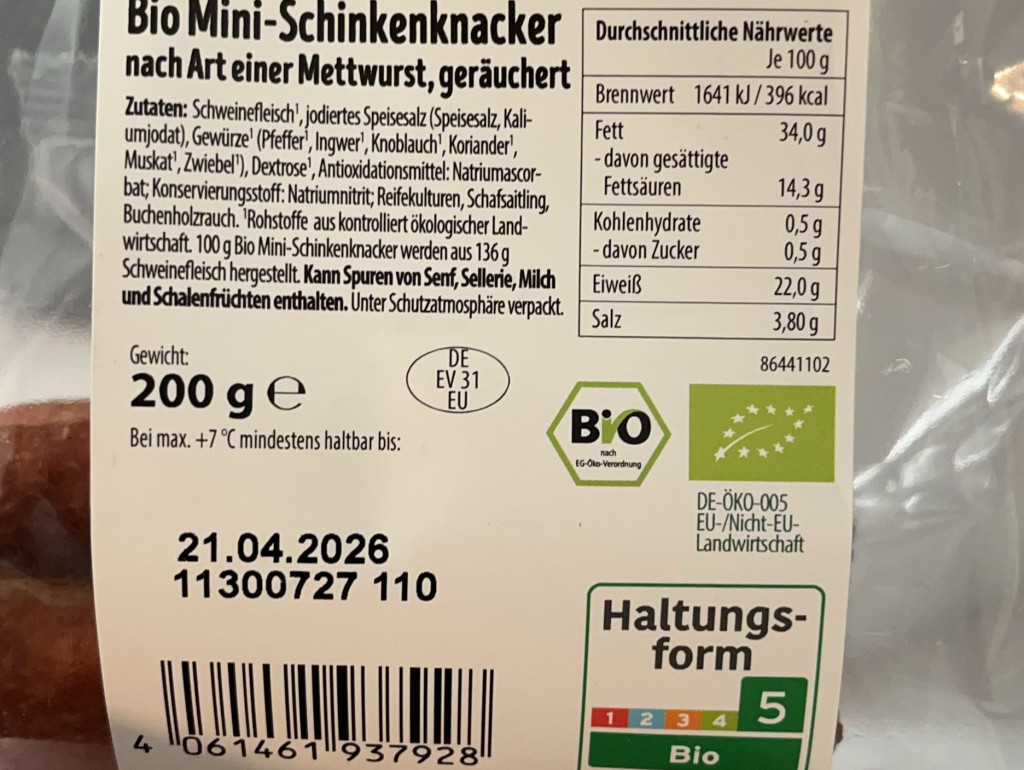 Bio Mini-Schinkenknacker
nach Art einer Mettwurst, geräuchert
Zutaten: Schweinefleisch¹, jodiertes Speisesalz (Speisesalz, Kali-
umjodat), Gewürze¹ (Pfeffer¹, Ingwer¹, Knoblauch¹, Koriander¹,
Muskat¹, Zwiebel¹), Dextrose¹, Antioxidationsmittel: Natriumascor-
bat; Konservierungsstoff: Natriumnitrit; Reifekulturen, Schafsaitling,
Buchenholzrauch. ¹Rohstoffe aus kontrolliert ökologischer Land-
wirtschaft. 100 g Bio Mini-Schinkenknacker werden aus 136 g
Schweinefleisch hergestellt. Kann Spuren von Senf, Sellerie, Milch
und Schalenfrüchten enthalten. Unter Schutzatmosphäre verpackt.
Gewicht:
200 g e
Bei max. +7 °C mindestens haltbar bis:
DE
EV 31
EU
21.04.2026
11300727 110
4 061461 937928
Durchschnittliche Nährwerte
Je 100 g
Brennwert 1641 kJ / 396 kcal
Fett 34,0 g
- davon gesättigte
Fettsäuren 14,3 g
Kohlenhydrate 0,5 g
- davon Zucker 0,5 g
Eiweiß 22,0 g
Salz 3,80 g
86441102
BiO
nach
EG-Öko-Verordnung
DE-ÖKO-005
EU-/Nicht-EU-
Landwirtschaft
Haltungs-
form
1 2 3 4 5
Bio